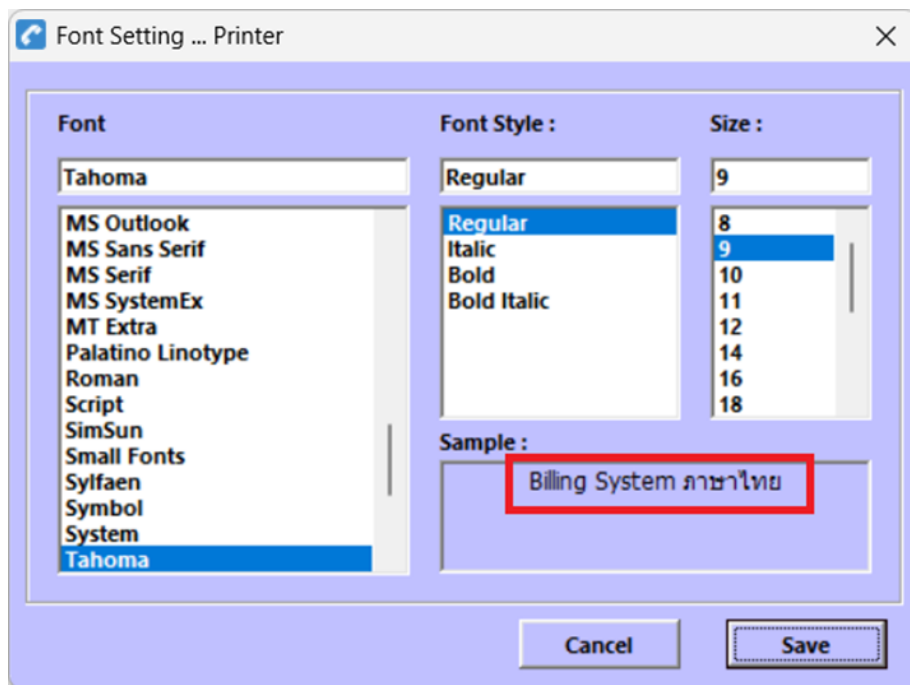 Font Setting ... Printer
Font
Tahoma
MS Outlook
MS Sans Serif
MS Serif
MS SystemEx
MT Extra
Palatino Linotype
Roman
Script
SimSun
Small Fonts
Sylfaen
Symbol
System
Tahoma
Font Style :
Regular
Regular
Italic
Bold
Bold Italic
Size :
9
8
9
10
11
12
14
16
18
Sample :
Billing System ภาษาไทย
Cancel
Save